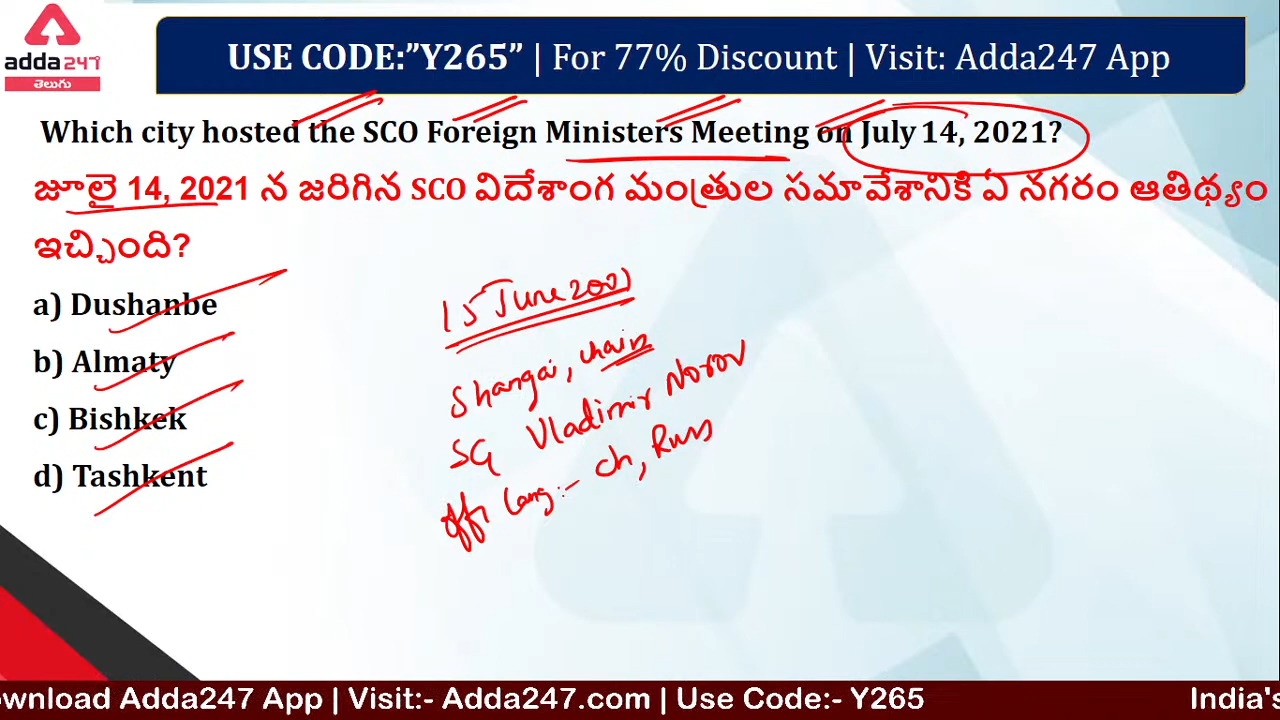 adda247
తెలుగు
USE CODE:”Y265” | For 77% Discount | Visit: Adda247 App
Which city hosted the SCO Foreign Ministers Meeting on July 14, 2021?
జూలై 14, 2021 న జరిగిన SCO విదేశాంగ మంత్రుల సమావేశానికి ఏ నగరం ఆతిథ్యం
ఇచ్చింది?
a) Dushanbe
b) Almaty
c) Bishkek
d) Tashkent
15 June 2001
Shangai, china
SG Vladimir Norov
offi Lang:- ch, Russ
ownload Adda247 App | Visit:- Adda247.com | Use Code:- Y265
India's